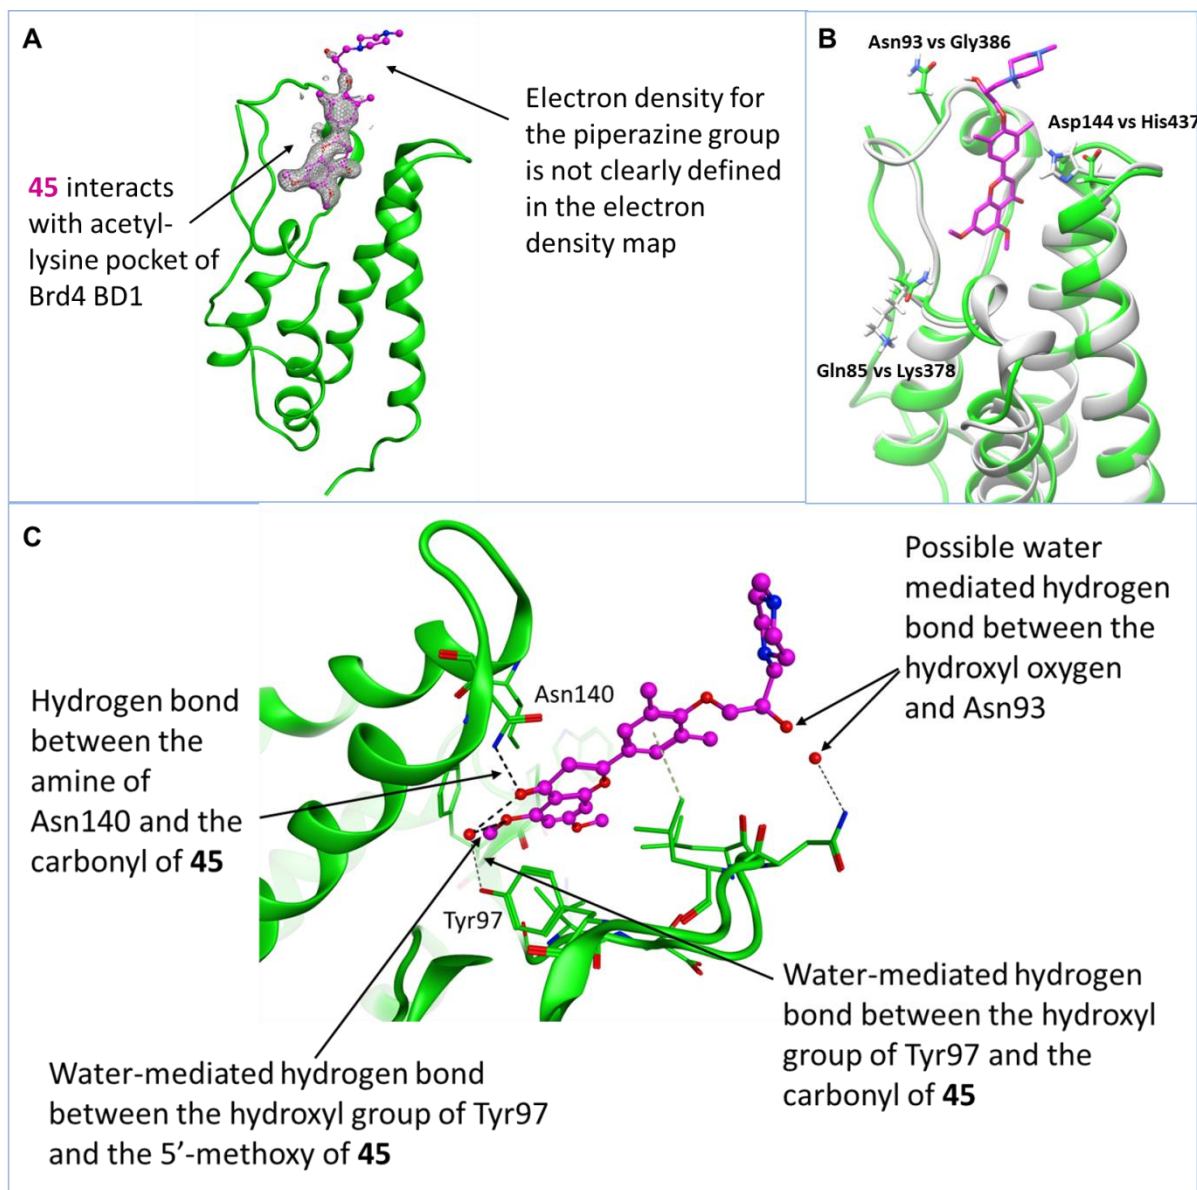 A
45 interacts
with acetyl-
lysine pocket of
Brd4 BD1
Electron density for
the piperazine group
is not clearly defined
in the electron
density map
B
Asn93 vs Gly386
Asp144 vs His437
Gln85 vs Lys378
C
Hydrogen bond
between the
amine of
Asn140 and the
carbonyl of 45
Asn140
Tyr97
Possible water
mediated hydrogen
bond between the
hydroxyl oxygen
and Asn93
Water-mediated hydrogen bond
between the hydroxyl group of Tyr97
and the 5’-methoxy of 45
Water-mediated hydrogen
bond between the hydroxyl
group of Tyr97 and the
carbonyl of 45